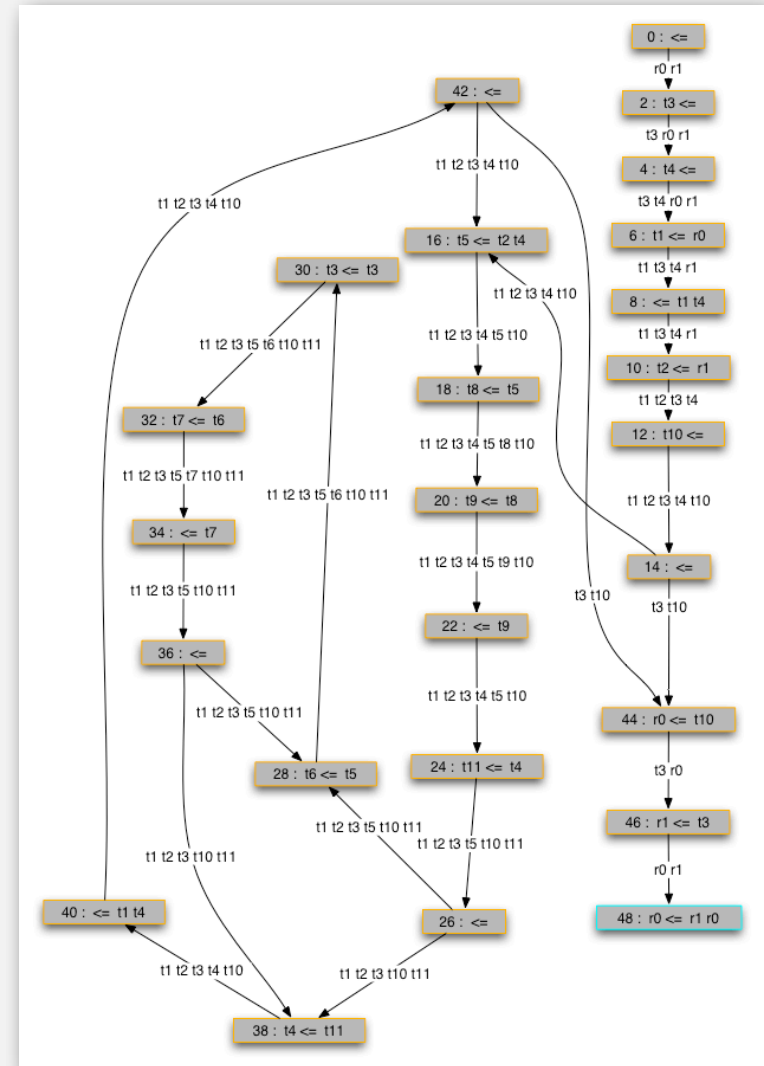 0 : <=
r0 r1
2 : t3 <=
42 : <=
t3 r0 r1
t1 t2 t3 t4 t10
4 : t4 <=
t1 t2 t3 t4 t10
t3 t4 r0 r1
16 : t5 <= t2 t4
6 : t1 <= r0
30 : t3 <= t3
t1 t3 t4 r1
t1 t2 t3 t4 t10
8 : <= t1 t4
t1 t2 t3 t4 t5 t10
t1 t3 t4 r1
t1 t2 t3 t5 t6 t10 t11
10 : t2 <= r1
18 : t8 <= t5
t1 t2 t3 t4
32 : t7 <= t6
12 : t10 <=
t1 t2 t3 t4 t5 t8 t10
t1 t2 t3 t5 t7 t10 t11
t1 t2 t3 t5 t6 t10 t11
20 : t9 <= t8
t1 t2 t3 t4 t10
34 : <= t7
t1 t2 t3 t4 t5 t9 t10
14 : <=
t1 t2 t3 t5 t10 t11
t3 t10
t3 t10
22 : <= t9
36 : <=
t1 t2 t3 t4 t5 t10
t1 t2 t3 t5 t10 t11
44 : r0 <= t10
28 : t6 <= t5
24 : t11 <= t4
t3 r0
t1 t2 t3 t5 t10 t11
46 : r1 <= t3
t1 t2 t3 t5 t10 t11
t1 t2 t3 t10 t11
r0 r1
40 : <= t1 t4
26 : <=
48 : r0 <= r1 r0
t1 t2 t3 t4 t10
t1 t2 t3 t10 t11
38 : t4 <= t11